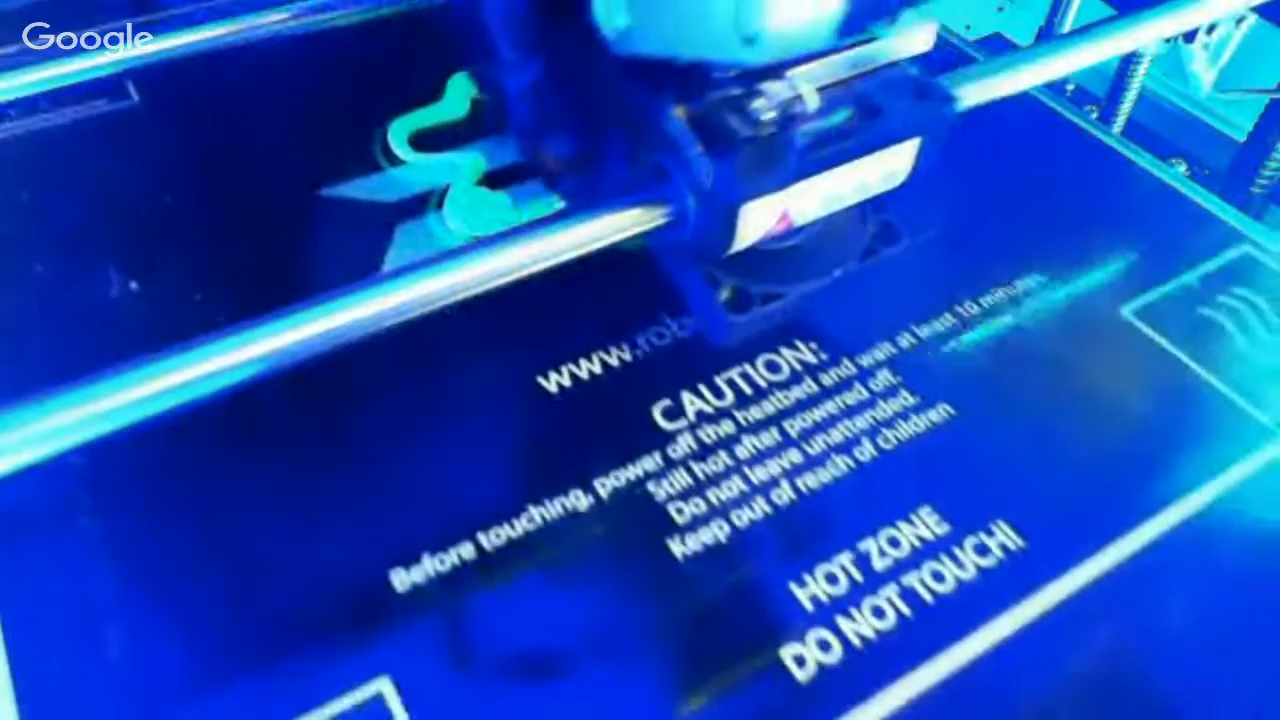 Google
www.rob
CAUTION:
Before touching, power off the heatbed and wait at least 10 minutes.
Still hot after powered off.
Do not leave unattended.
Keep out of reach of children
HOT ZONE
DO NOT TOUCH!